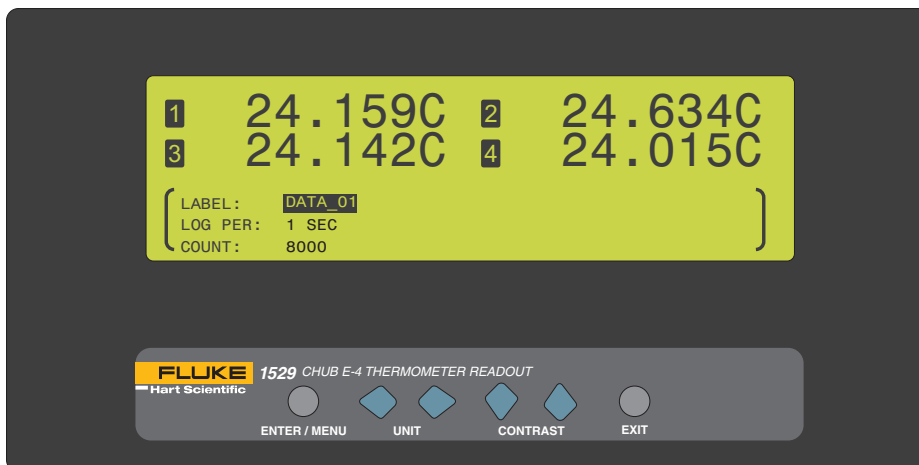 1 24.159C 2 24.634C
3 24.142C 4 24.015C
LABEL: DATA_01
LOG PER: 1 SEC
COUNT: 8000
FLUKE 1529 CHUB E-4 THERMOMETER READOUT
Hart Scientific
ENTER / MENU UNIT CONTRAST EXIT